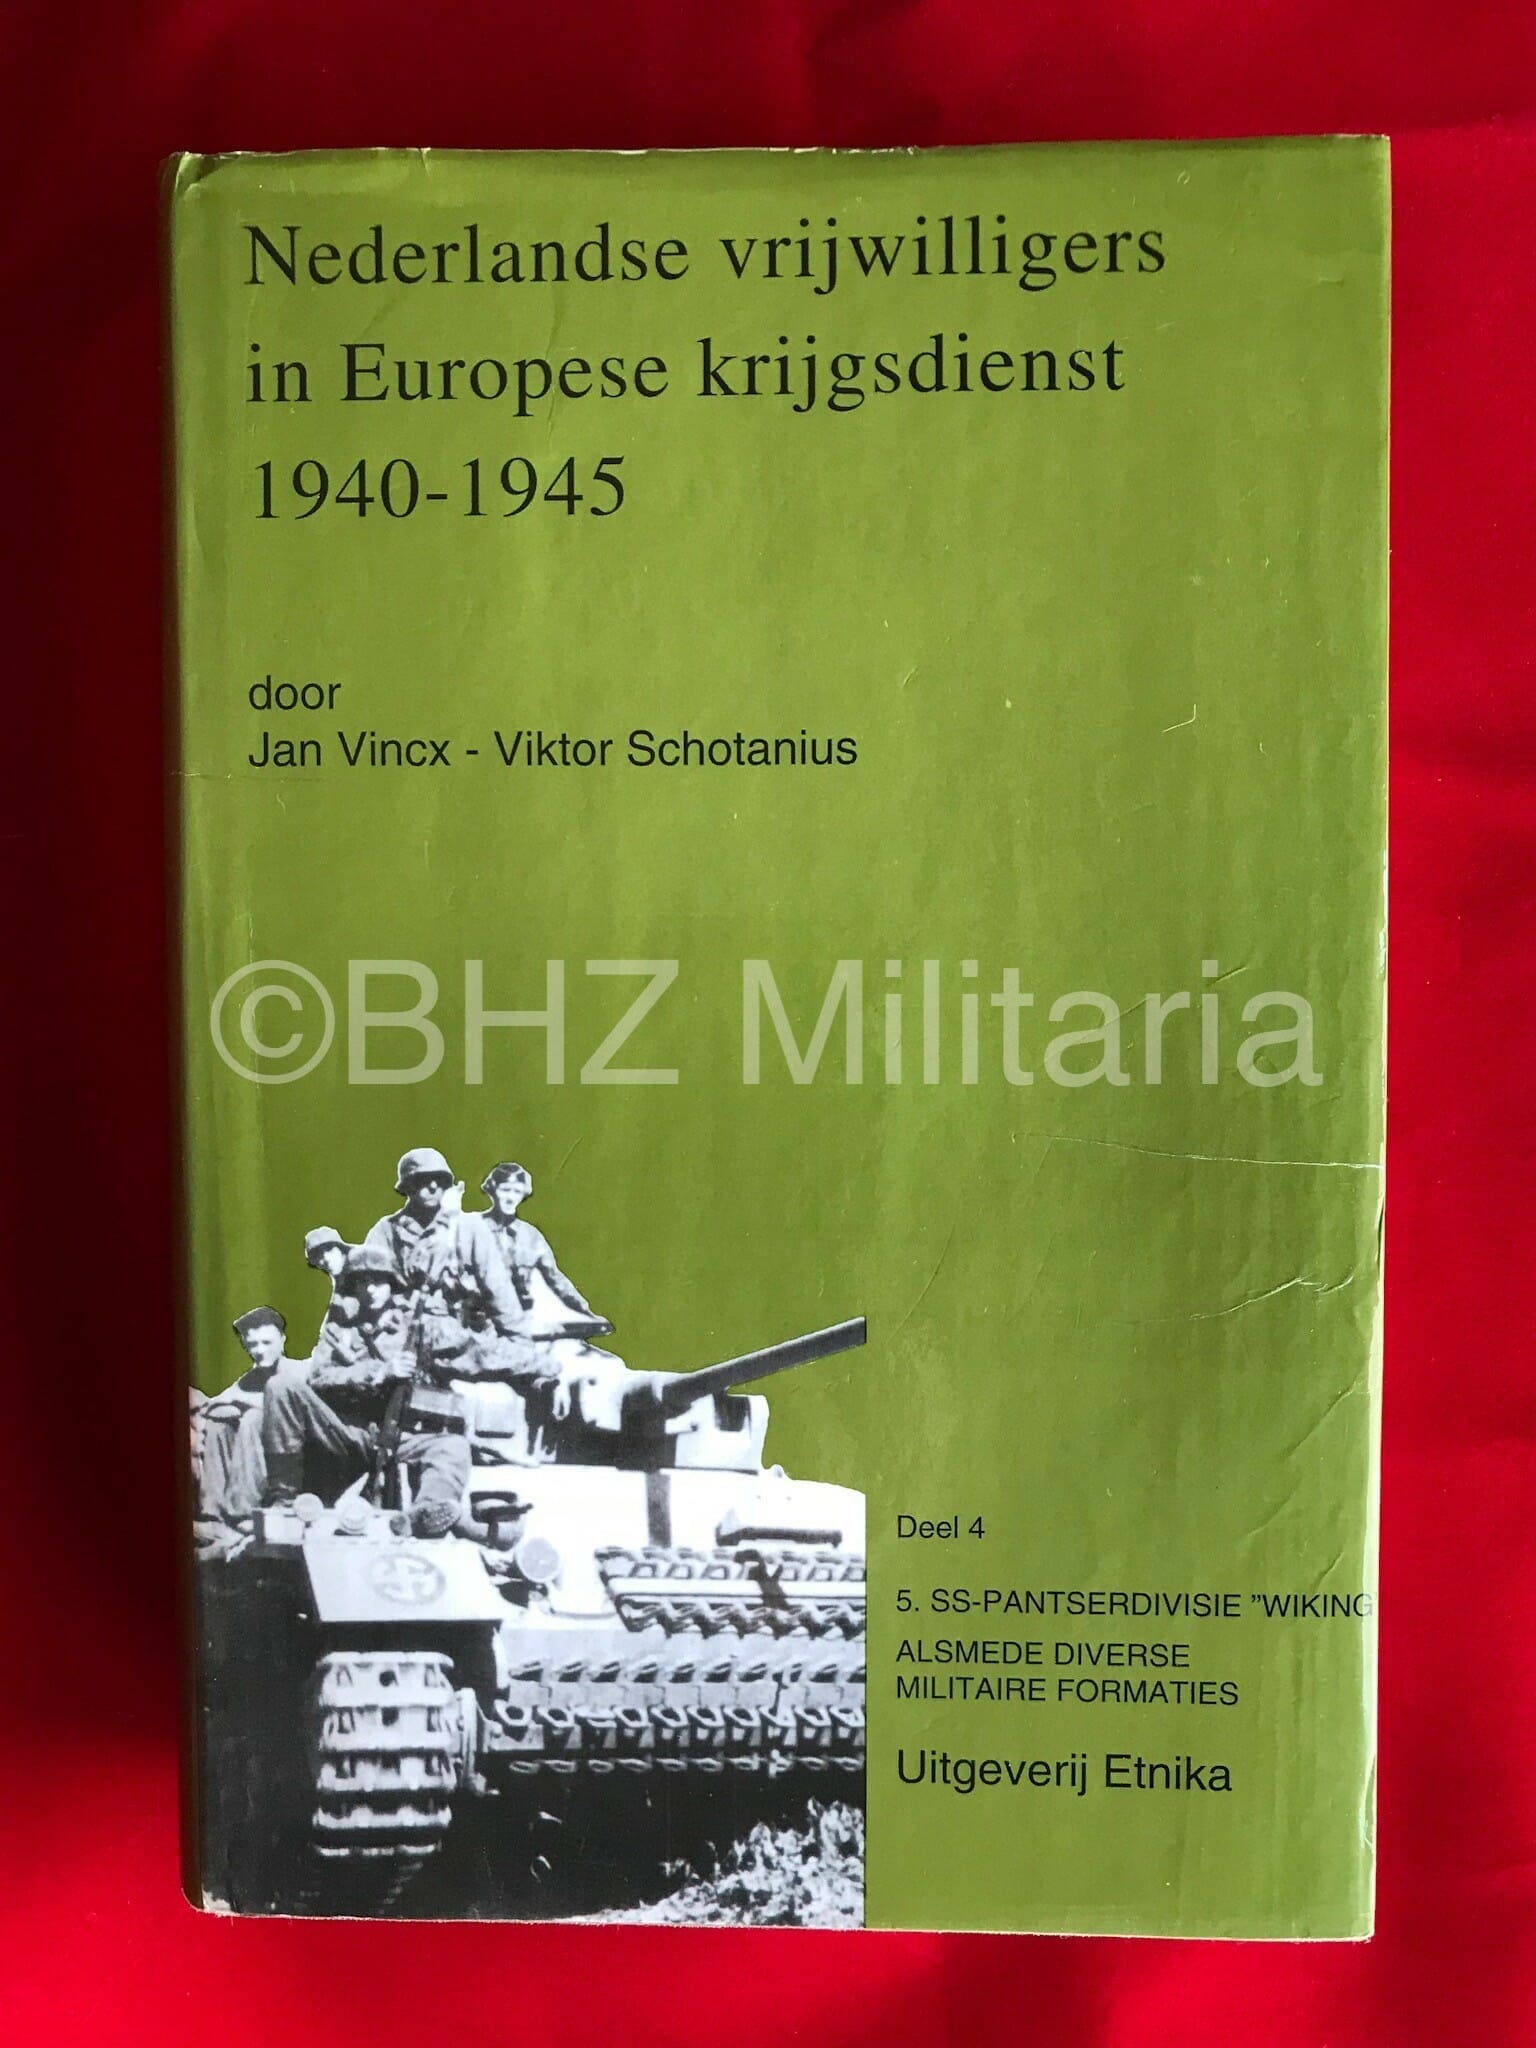 Nederlandse vrijwilligers
in Europese krijgsdienst
1940-1945
door
Jan Vincx - Viktor Schotanius
©BHZ Militaria
Deel 4
5. SS-PANTSERDIVISIE ”WIKING
ALSMEDE DIVERSE
MILITAIRE FORMATIES
Uitgeverij Etnika